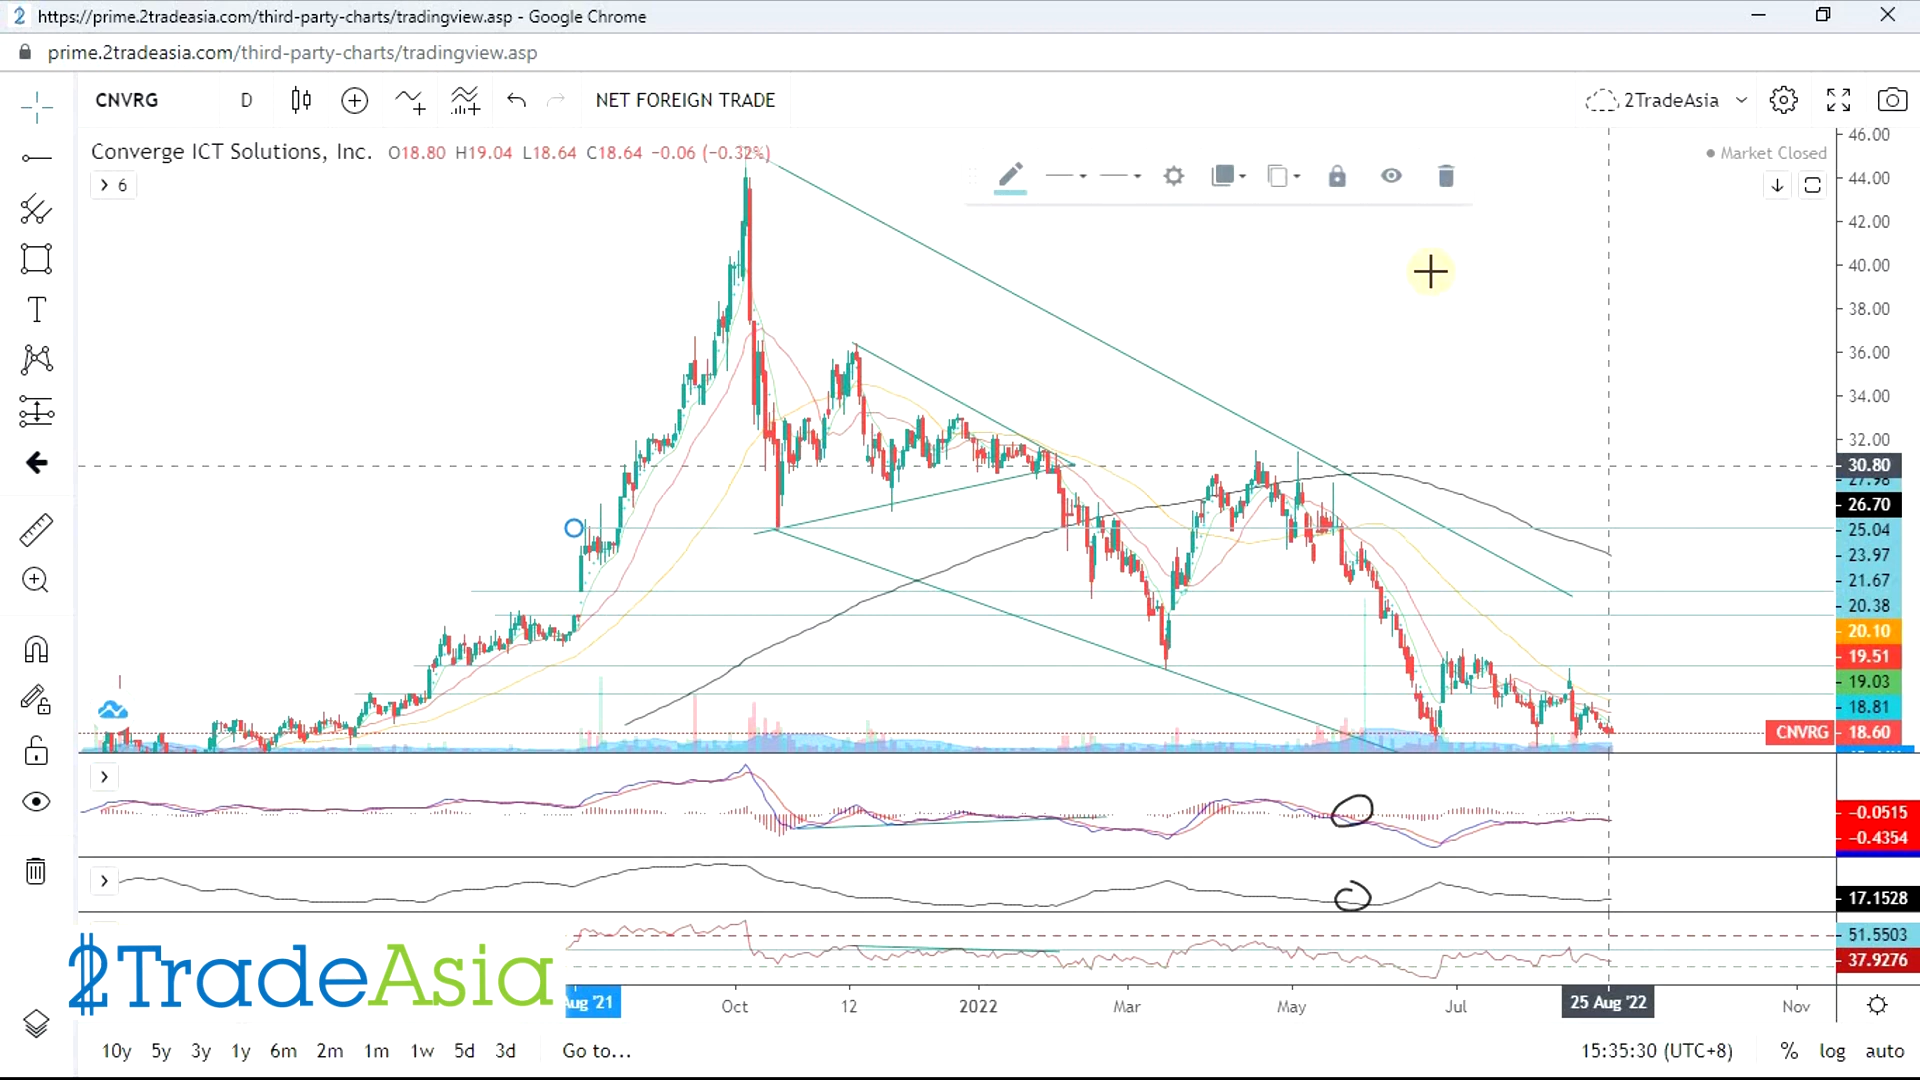 https://prime.2tradeasia.com/third-party-charts/tradingview.asp - Google Chrome
prime.2tradeasia.com/third-party-charts/tradingview.asp
CNVRG D NET FOREIGN TRADE 2TradeAsia
Converge ICT Solutions, Inc. O18.80 H19.04 L18.64 C18.64 −0.06 (−0.32%)
Market Closed
6
46.00
44.00
42.00
40.00
38.00
36.00
34.00
32.00
30.80
27.98
26.70
25.04
23.97
21.67
20.38
20.10
19.51
19.03
18.81
CNVRG 18.60
−0.0515
−0.4354
17.1528
51.5503
37.9276
2TradeAsia
Aug '21 Oct 12 2022 Mar May Jul 25 Aug '22 Nov
10y 5y 3y 1y 6m 2m 1m 1w 5d 3d Go to... 15:35:30 (UTC+8) % log auto